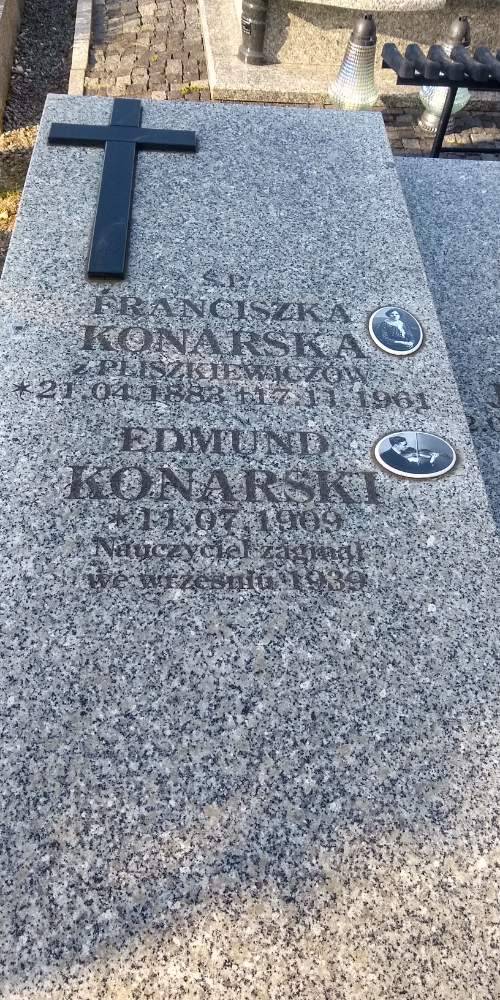 Ś.P.
FRANCISZKA
KONARSKA
z PLISZKIEWICZÓW
*21.04.1883 †17.11.1961
EDMUND
KONARSKI
*11.07.1909
Nauczyciel zaginął
we wrześniu 1939